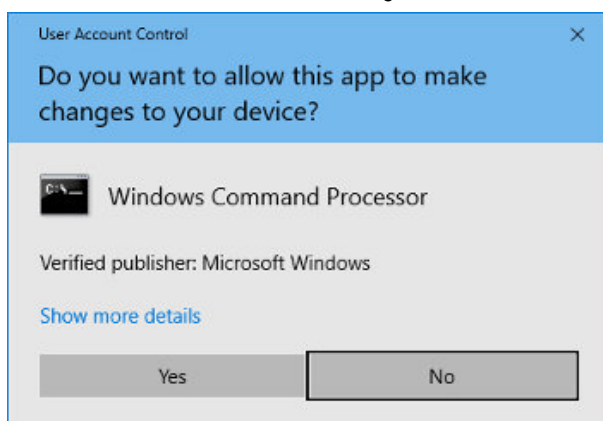 User Account Control
Do you want to allow this app to make
changes to your device?
C:\_
Windows Command Processor
Verified publisher: Microsoft Windows
Show more details
Yes
No